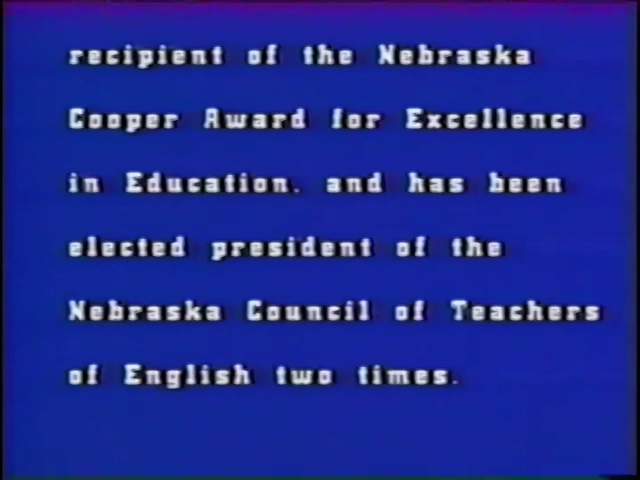 recipient of the Nebraska
Cooper Award for Excellence
in Education, and has been
elected president of the
Nebraska Council of Teachers
of English two times.